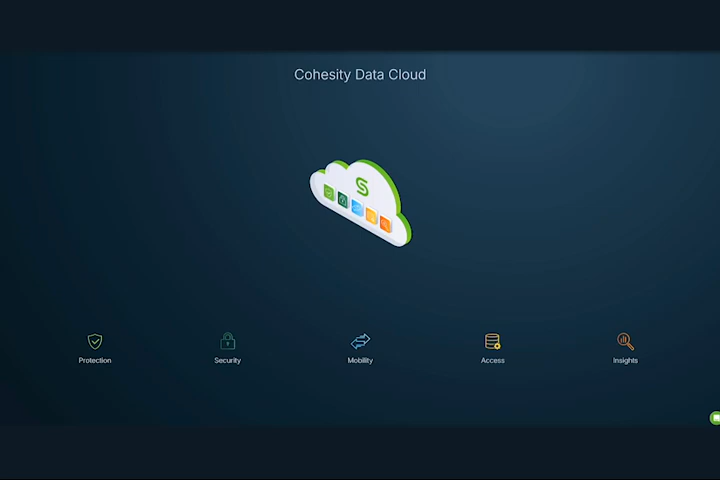 Cohesity Data Cloud
Protection
Security
Mobility
Access
Insights